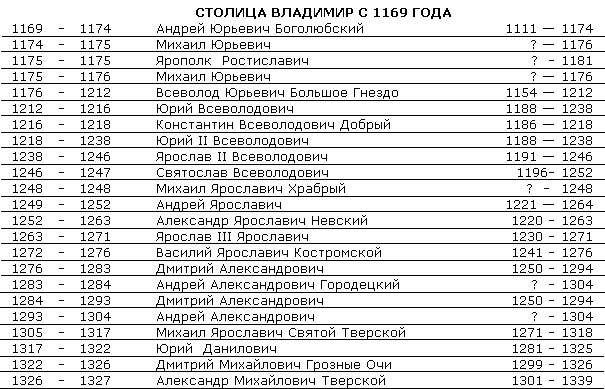 СТОЛИЦА ВЛАДИМИР С 1169 ГОДА
1169 - 1174 Андрей Юрьевич Боголюбский 1111 — 1174
1174 - 1175 Михаил Юрьевич ? — 1176
1175 - 1175 Ярополк Ростиславич ? - 1181
1175 - 1176 Михаил Юрьевич ? — 1176
1176 - 1212 Всеволод Юрьевич Большое Гнездо 1154 — 1212
1212 - 1216 Юрий Всеволодович 1188 — 1238
1216 - 1218 Константин Всеволодович Добрый 1186 — 1218
1218 - 1238 Юрий II Всеволодович 1188 — 1238
1238 - 1246 Ярослав II Всеволодович 1191 — 1246
1246 - 1247 Святослав Всеволодович 1196- 1252
1248 - 1248 Михаил Ярославич Храбрый ? - 1248
1249 - 1252 Андрей Ярославич 1221 — 1264
1252 - 1263 Александр Ярославич Невский 1220 - 1263
1263 - 1271 Ярослав III Ярославич 1230 - 1271
1272 - 1276 Василий Ярославич Костромской 1241 - 1276
1276 - 1283 Дмитрий Александрович 1250 - 1294
1283 - 1284 Андрей Александрович Городецкий ? - 1304
1284 - 1293 Дмитрий Александрович 1250 - 1294
1293 - 1304 Андрей Александрович ? - 1304
1305 - 1317 Михаил Ярославич Святой Тверской 1271 - 1318
1317 - 1322 Юрий Данилович 1281 - 1325
1322 - 1326 Дмитрий Михайлович Грозные Очи 1299 - 1326
1326 - 1327 Александр Михайлович Тверской 1301 - 1339